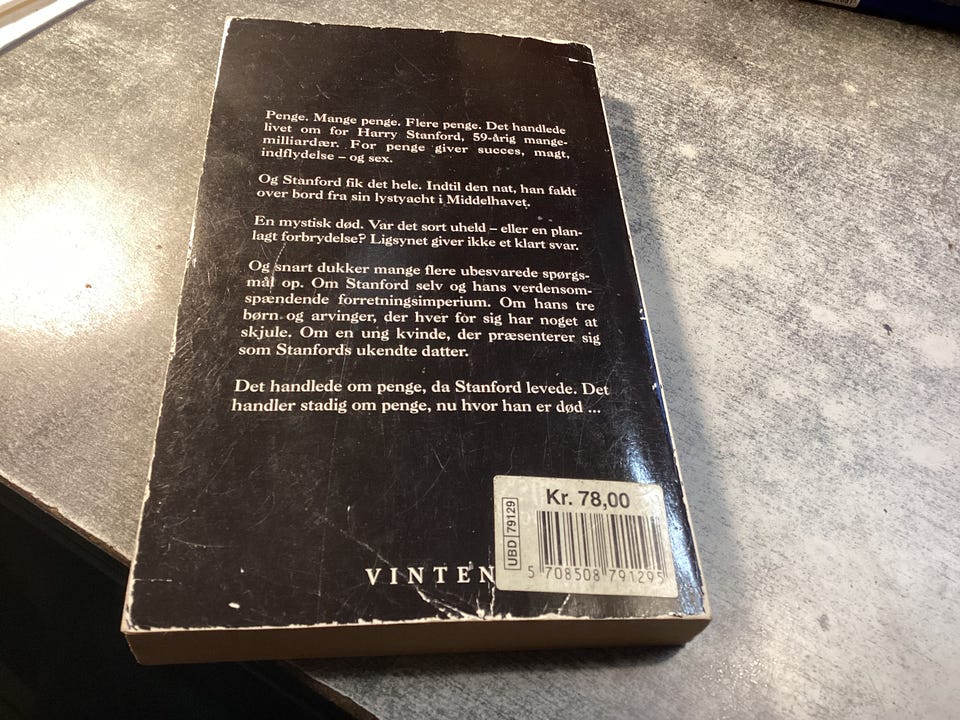 Penge. Mange penge. Flere penge. Det handlede
livet om for Harry Stanford, 59-årig mange-
milliardær. For penge giver succes, magt,
indflydelse – og sex.
Og Stanford fik det hele. Indtil den nat, han faldt
over bord fra sin lystyacht i Middelhavet.
En mystisk død. Var det sort uheld – eller en plan-
lagt forbrydelse? Ligsynet giver ikke et klart svar.
Og snart dukker mange flere ubesvarede spørgs-
mål op. Om Stanford selv og hans verdensom-
spændende forretningsimperium. Om hans tre
børn og arvinger, der hver for sig har noget at
skjule. Om en ung kvinde, der præsenterer sig
som Stanfords ukendte datter.
Det handlede om penge, da Stanford levede. Det
handler stadig om penge, nu hvor han er død ...
Kr. 78,00
UBD 79129
5 708508 791295
VINTEN